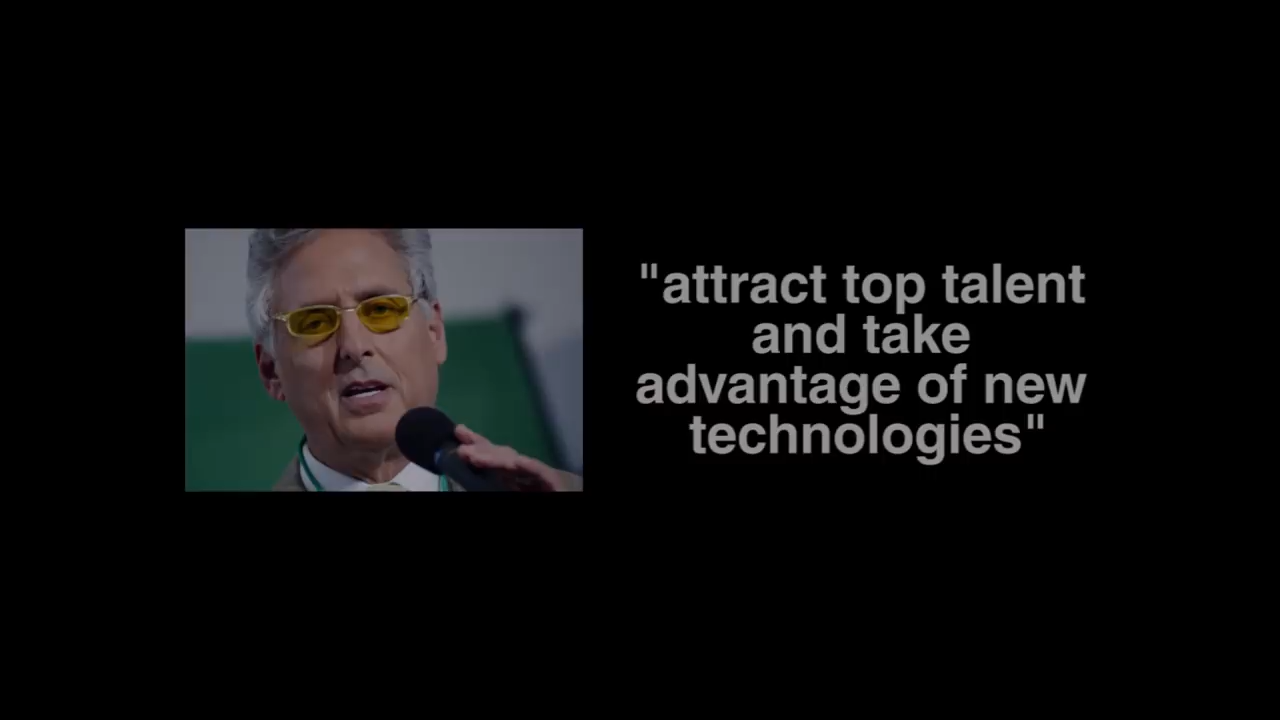 "attract top talent
and take
advantage of new
technologies"